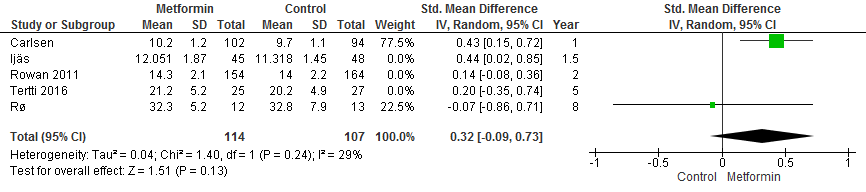 Metformin Control Std. Mean Difference Std. Mean Difference
Study or Subgroup Mean SD Total Mean SD Total Weight IV, Random, 95% CI Year IV, Random, 95% CI
Carlsen 10.2 1.2 102 9.7 1.1 94 77.5% 0.43 [0.15, 0.72] 1
Ijäs 12.051 1.87 45 11.318 1.45 48 0.0% 0.44 [0.02, 0.85] 1.5
Rowan 2011 14.3 2.1 154 14 2.2 164 0.0% 0.14 [-0.08, 0.36] 2
Tertti 2016 21.2 5.2 25 20.2 4.9 27 0.0% 0.20 [-0.35, 0.74] 5
Rø 32.3 5.2 12 32.8 7.9 13 22.5% -0.07 [-0.86, 0.71] 8
Total (95% CI) 114 107 100.0% 0.32 [-0.09, 0.73]
Heterogeneity: Tau² = 0.04; Chi² = 1.40, df = 1 (P = 0.24); I² = 29%
Test for overall effect: Z = 1.51 (P = 0.13)
-1 -0.5 0 0.5 1
Control Metformin